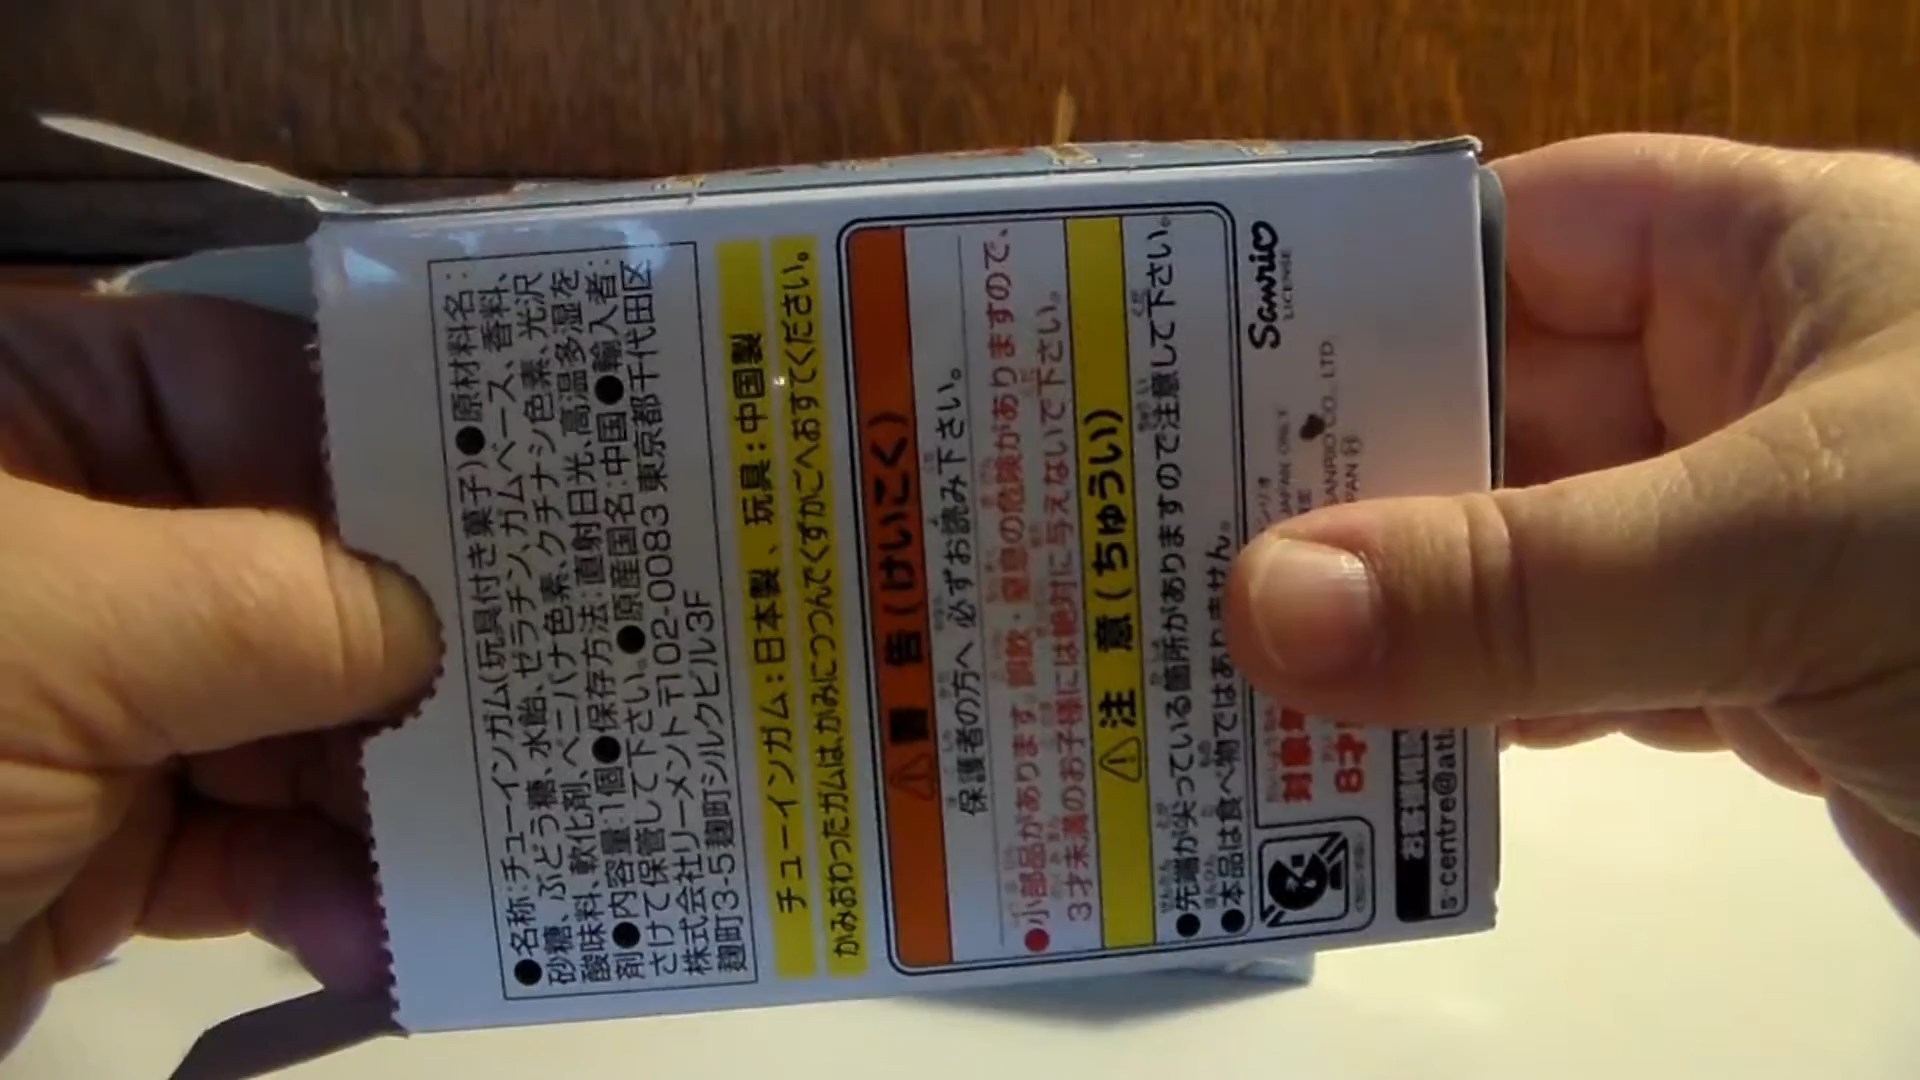 ●名称:チューインガム(玩具付き菓子)●原材料名:
砂糖、ぶどう糖、水飴、ゼラチン、ガムベース、香料、
酸味料、軟化剤、ベニバナ色素、クチナシ色素、光沢
剤●内容量:1個●保存方法:直射日光、高温多湿を
さけて保管して下さい。●原産国名:中国●輸入者:
株式会社リーメント 〒102-0083 東京都千代田区
麹町3-5麹町シルクビル3F
チューインガム:日本製、玩具:中国製
かみおわったガムは、かみにつつんでくずかごへおすてください。
⚠警告(けいこく)
保護者の方へ 必ずお読み下さい。
●小部品があります。誤飲・窒息の危険がありますので、
3才未満のお子様には絶対に与えないで下さい。
⚠注意(ちゅうい)
●先端が尖っている箇所がありますので注意して下さい。
●本品は食べ物ではありません。
Sanrio
LICENSE
JAPAN ONLY
SANRIO CO., LTD.
対象年
8才